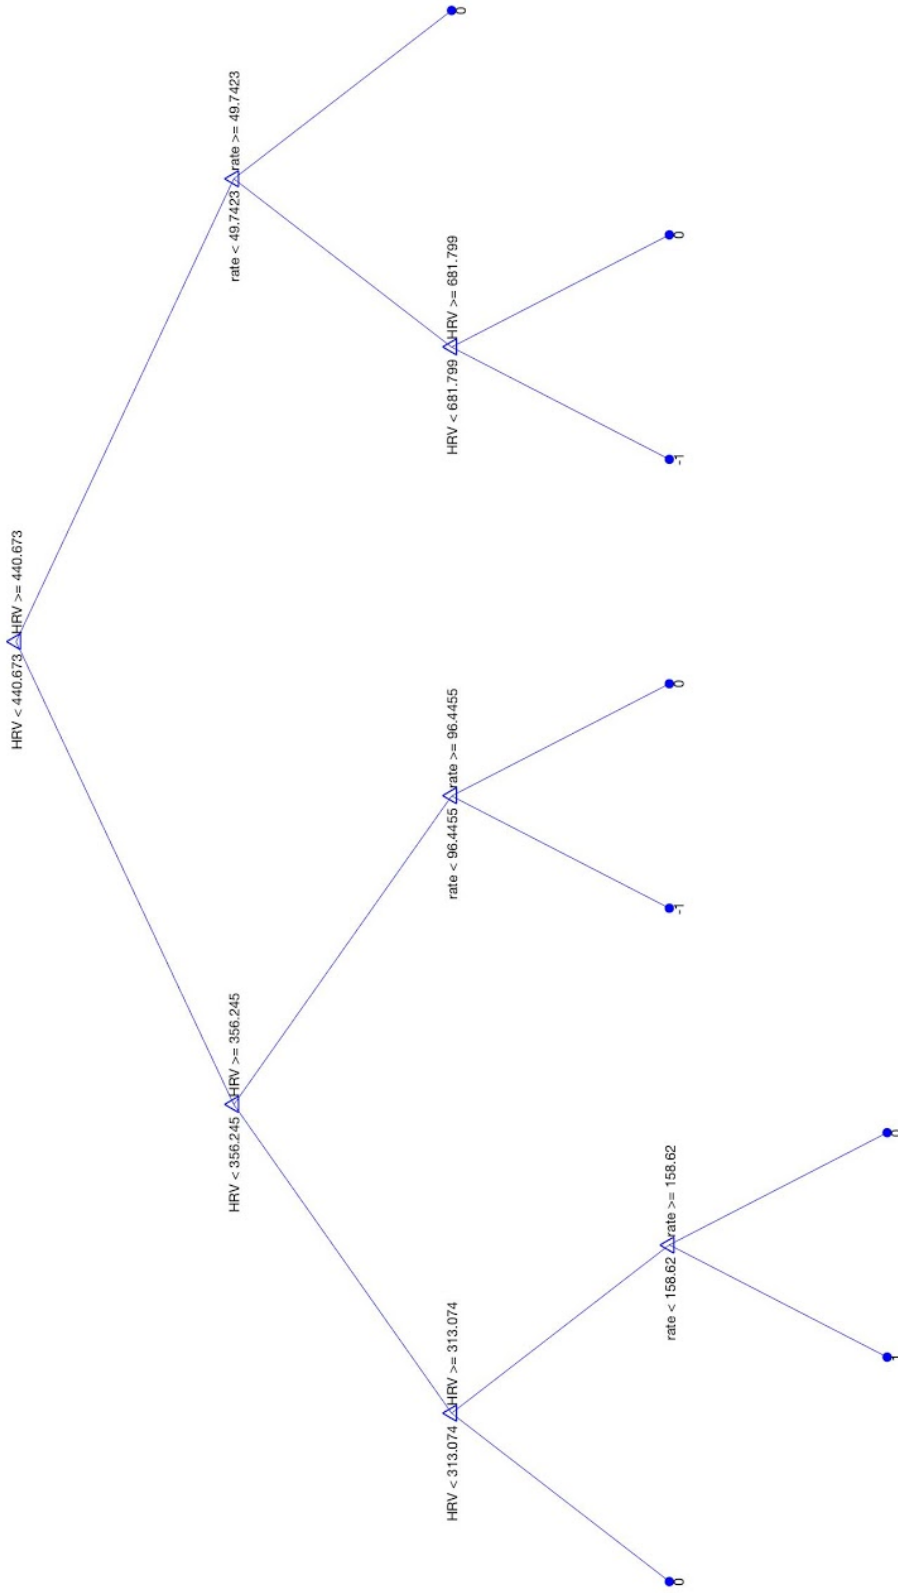 HRV < 440.673
HRV >= 440.673
HRV < 356.245
HRV >= 356.245
rate < 49.7423
rate >= 49.7423
HRV < 313.074
HRV >= 313.074
rate < 96.4455
rate >= 96.4455
HRV < 681.799
HRV >= 681.799
0
0
rate < 158.62
rate >= 158.62
-1
0
-1
0
0